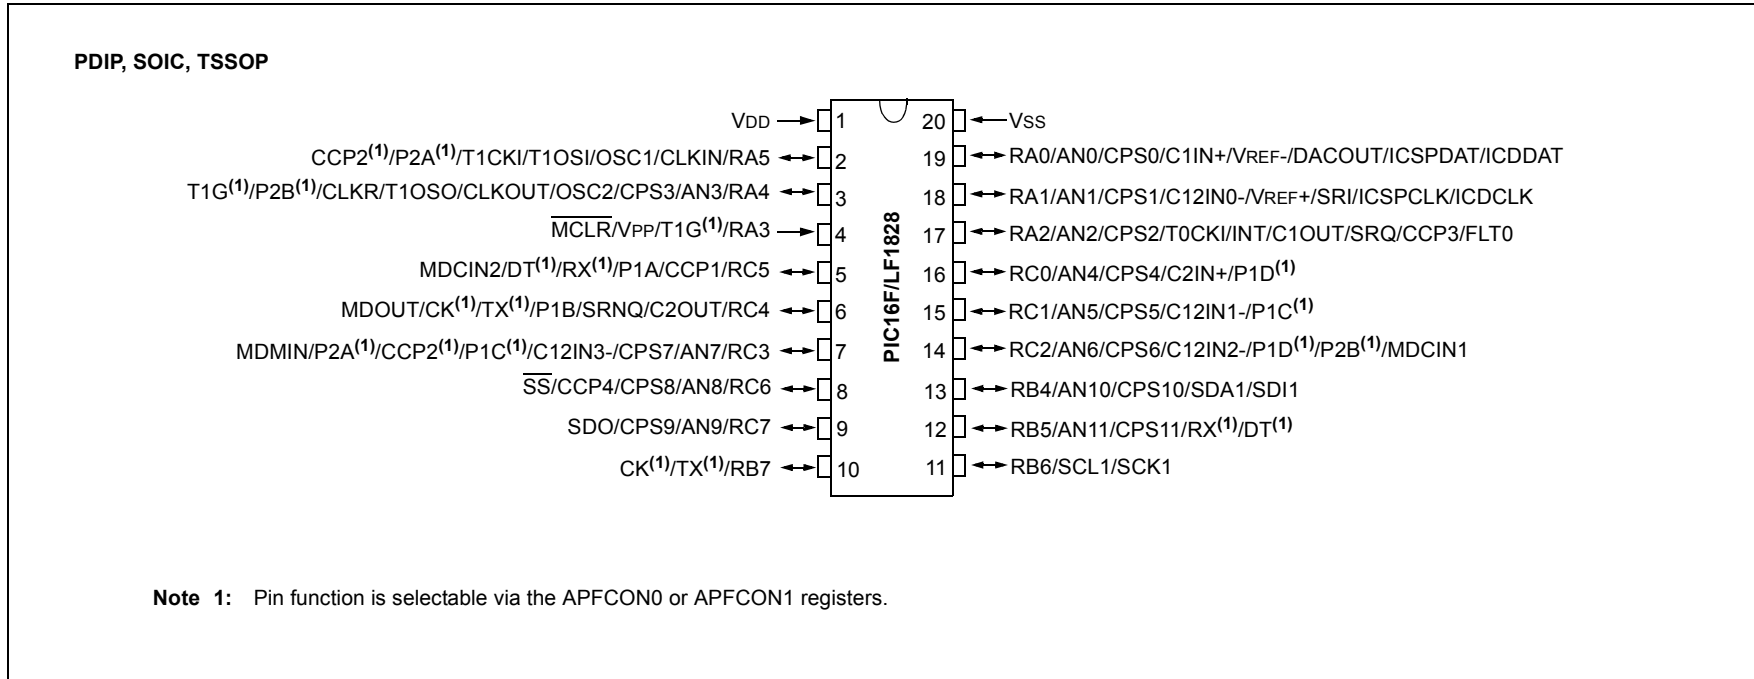 PDIP, SOIC, TSSOP
VDD 1 20 VSS
CCP2(1)/P2A(1)/T1CKI/T1OSI/OSC1/CLKIN/RA5 2 19 RA0/AN0/CPS0/C1IN+/VREF-/DACOUT/ICSPDAT/ICDDAT
T1G(1)/P2B(1)/CLKR/T1OSO/CLKOUT/OSC2/CPS3/AN3/RA4 3 18 RA1/AN1/CPS1/C12IN0-/VREF+/SRI/ICSPCLK/ICDCLK
MCLR/VPP/T1G(1)/RA3 4 17 RA2/AN2/CPS2/T0CKI/INT/C1OUT/SRQ/CCP3/FLT0
MDCIN2/DT(1)/RX(1)/P1A/CCP1/RC5 5 16 RC0/AN4/CPS4/C2IN+/P1D(1)
MDOUT/CK(1)/TX(1)/P1B/SRNQ/C2OUT/RC4 6 15 RC1/AN5/CPS5/C12IN1-/P1C(1)
MDMIN/P2A(1)/CCP2(1)/P1C(1)/C12IN3-/CPS7/AN7/RC3 7 14 RC2/AN6/CPS6/C12IN2-/P1D(1)/P2B(1)/MDCIN1
SS/CCP4/CPS8/AN8/RC6 8 13 RB4/AN10/CPS10/SDA1/SDI1
SDO/CPS9/AN9/RC7 9 12 RB5/AN11/CPS11/RX(1)/DT(1)
CK(1)/TX(1)/RB7 10 11 RB6/SCL1/SCK1
PIC16F/LF1828
Note 1: Pin function is selectable via the APFCON0 or APFCON1 registers.